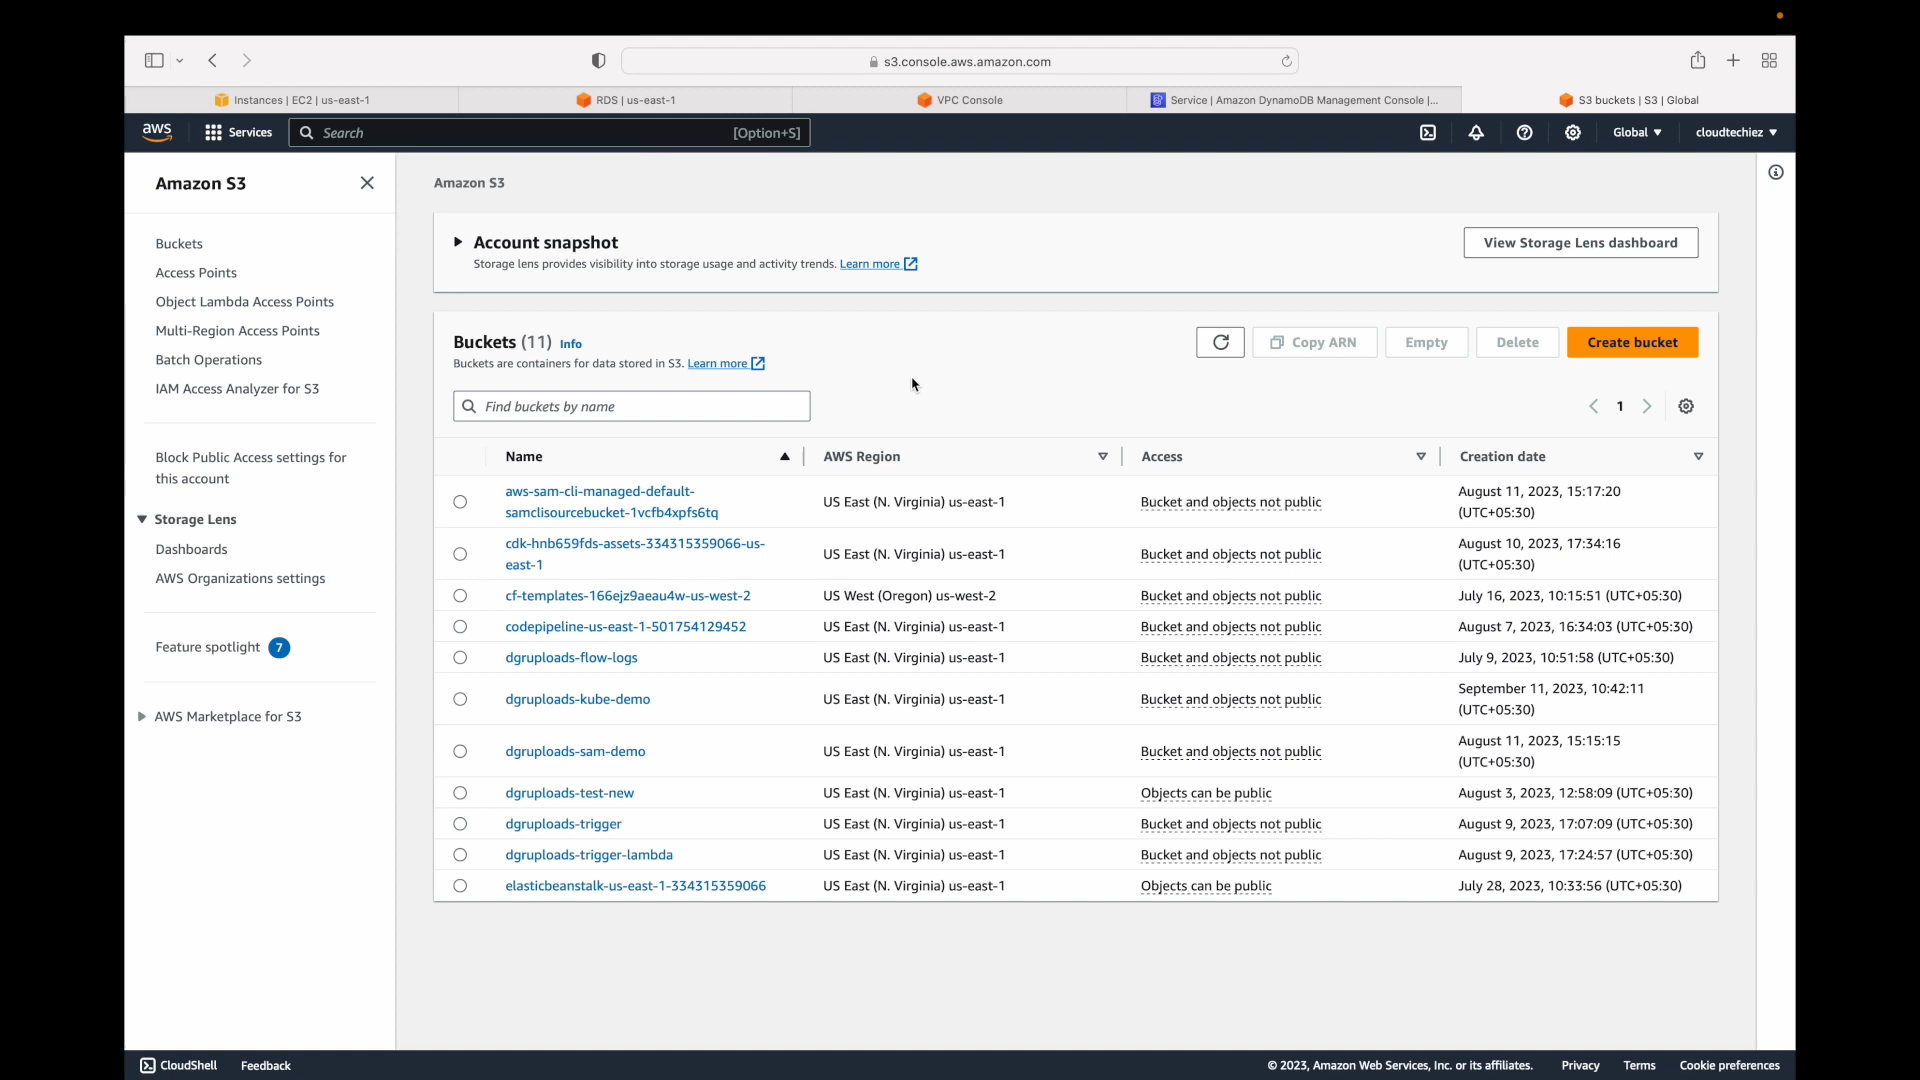 s3.console.aws.amazon.com
Instances | EC2 | us-east-1
RDS | us-east-1
VPC Console
Service | Amazon DynamoDB Management Console |...
S3 buckets | S3 | Global
aws
Services
Search
[Option+S]
Global
cloudtechiez
Amazon S3
Buckets
Access Points
Object Lambda Access Points
Multi-Region Access Points
Batch Operations
IAM Access Analyzer for S3
Block Public Access settings for
this account
Storage Lens
Dashboards
AWS Organizations settings
Feature spotlight 7
AWS Marketplace for S3
Amazon S3
Account snapshot
Storage lens provides visibility into storage usage and activity trends. Learn more
View Storage Lens dashboard
Buckets (11) Info
Buckets are containers for data stored in S3. Learn more
Copy ARN
Empty
Delete
Create bucket
Find buckets by name
1
Name
AWS Region
Access
Creation date
aws-sam-cli-managed-default-
samclisourcebucket-1vcfb4xpfs6tq
US East (N. Virginia) us-east-1
Bucket and objects not public
August 11, 2023, 15:17:20
(UTC+05:30)
cdk-hnb659fds-assets-334315359066-us-
east-1
US East (N. Virginia) us-east-1
Bucket and objects not public
August 10, 2023, 17:34:16
(UTC+05:30)
cf-templates-166ejz9aeau4w-us-west-2
US West (Oregon) us-west-2
Bucket and objects not public
July 16, 2023, 10:15:51 (UTC+05:30)
codepipeline-us-east-1-501754129452
US East (N. Virginia) us-east-1
Bucket and objects not public
August 7, 2023, 16:34:03 (UTC+05:30)
dgruploads-flow-logs
US East (N. Virginia) us-east-1
Bucket and objects not public
July 9, 2023, 10:51:58 (UTC+05:30)
dgruploads-kube-demo
US East (N. Virginia) us-east-1
Bucket and objects not public
September 11, 2023, 10:42:11
(UTC+05:30)
dgruploads-sam-demo
US East (N. Virginia) us-east-1
Bucket and objects not public
August 11, 2023, 15:15:15
(UTC+05:30)
dgruploads-test-new
US East (N. Virginia) us-east-1
Objects can be public
August 3, 2023, 12:58:09 (UTC+05:30)
dgruploads-trigger
US East (N. Virginia) us-east-1
Bucket and objects not public
August 9, 2023, 17:07:09 (UTC+05:30)
dgruploads-trigger-lambda
US East (N. Virginia) us-east-1
Bucket and objects not public
August 9, 2023, 17:24:57 (UTC+05:30)
elasticbeanstalk-us-east-1-334315359066
US East (N. Virginia) us-east-1
Objects can be public
July 28, 2023, 10:33:56 (UTC+05:30)
CloudShell
Feedback
© 2023, Amazon Web Services, Inc. or its affiliates.
Privacy
Terms
Cookie preferences